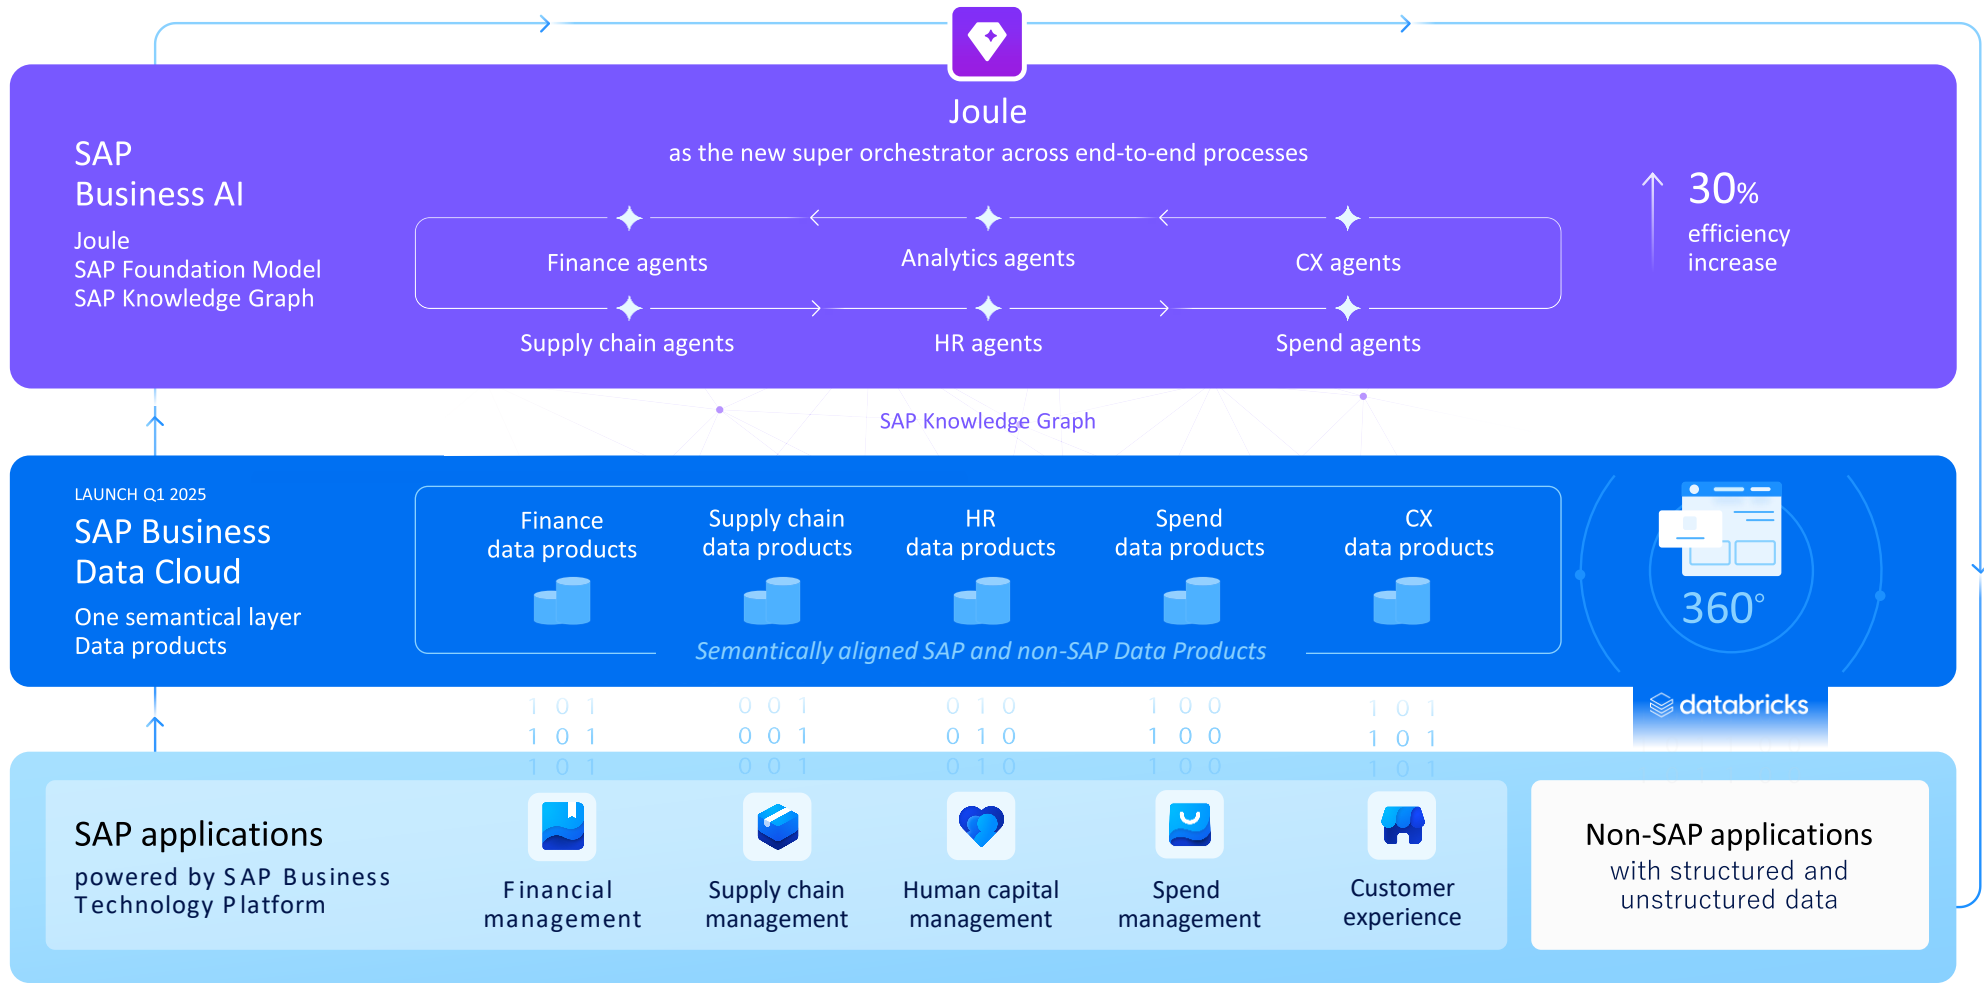 Joule
as the new super orchestrator across end-to-end processes
SAP
Business AI
Joule
SAP Foundation Model
SAP Knowledge Graph
Finance agents
Analytics agents
CX agents
Supply chain agents
HR agents
Spend agents
30%
efficiency
increase
SAP Knowledge Graph
LAUNCH Q1 2025
SAP Business
Data Cloud
One semantical layer
Data products
Finance
data products
Supply chain
data products
HR
data products
Spend
data products
CX
data products
Semantically aligned SAP and non-SAP Data Products
360°
databricks
1 0 1
1 0 1
1 0 1
0 0 1
0 0 1
0 0 1
0 1 0
0 1 0
0 1 0
1 0 0
1 0 0
1 0 0
1 0 1
1 0 1
1 0 1
SAP applications
powered by SAP Business
Technology Platform
Financial
management
Supply chain
management
Human capital
management
Spend
management
Customer
experience
Non-SAP applications
with structured and
unstructured data